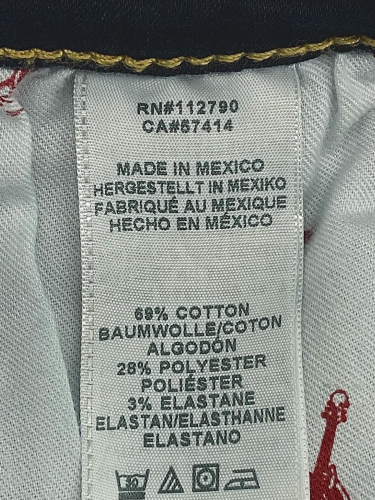 RN#112790
CA#57414
MADE IN MEXICO
HERGESTELLT IN MEXIKO
FABRIQUÉ AU MEXIQUE
HECHO EN MÉXICO
69% COTTON
BAUMWOLLE/COTON
ALGODÓN
28% POLYESTER
POLIÉSTER
3% ELASTANE
ELASTAN/ELASTHANNE
ELASTANO
30